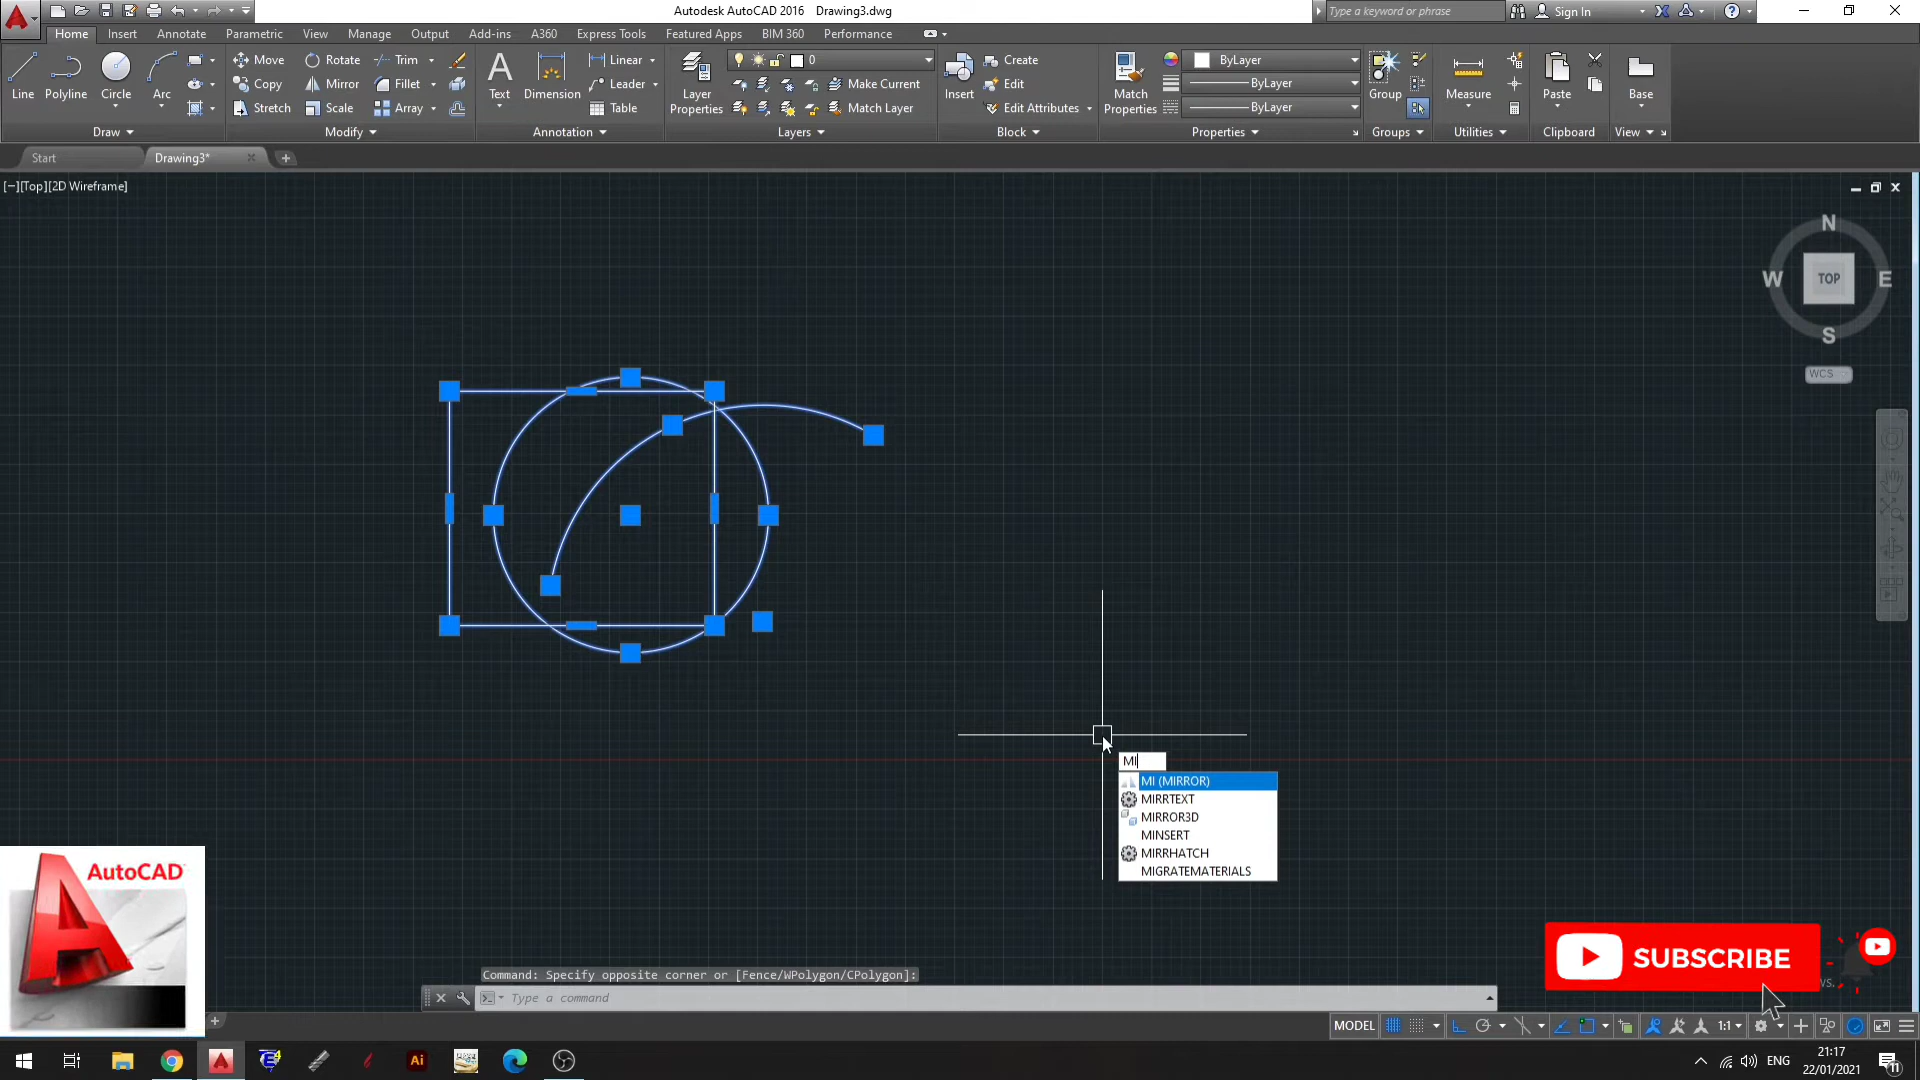 Autodesk AutoCAD 2016 Drawing3.dwg
Type a keyword or phrase
Sign In
Home Insert Annotate Parametric View Manage Output Add-ins A360 Express Tools Featured Apps BIM 360 Performance
Line Polyline Circle Arc
Draw
Move Rotate Trim
Copy Mirror Fillet
Stretch Scale Array
Modify
Text Dimension
Linear
Leader
Table
Annotation
Layer Properties
0
Make Current
Match Layer
Layers
Insert
Create
Edit
Edit Attributes
Block
Match Properties
ByLayer
ByLayer
ByLayer
Properties
Group
Groups
Measure
Utilities
Paste
Clipboard
Base
View
Start Drawing3*
[−][Top][2D Wireframe]
N
W TOP E
S
WCS
MI
MI (MIRROR)
MIRRTEXT
MIRROR3D
MINSERT
MIRRHATCH
MIGRATEMATERIALS
AutoCAD
SUBSCRIBE
Command: Specify opposite corner or [Fence/WPolygon/CPolygon]:
Type a command
MODEL 1:1
Ai
ENG
21:17
22/01/2021
11